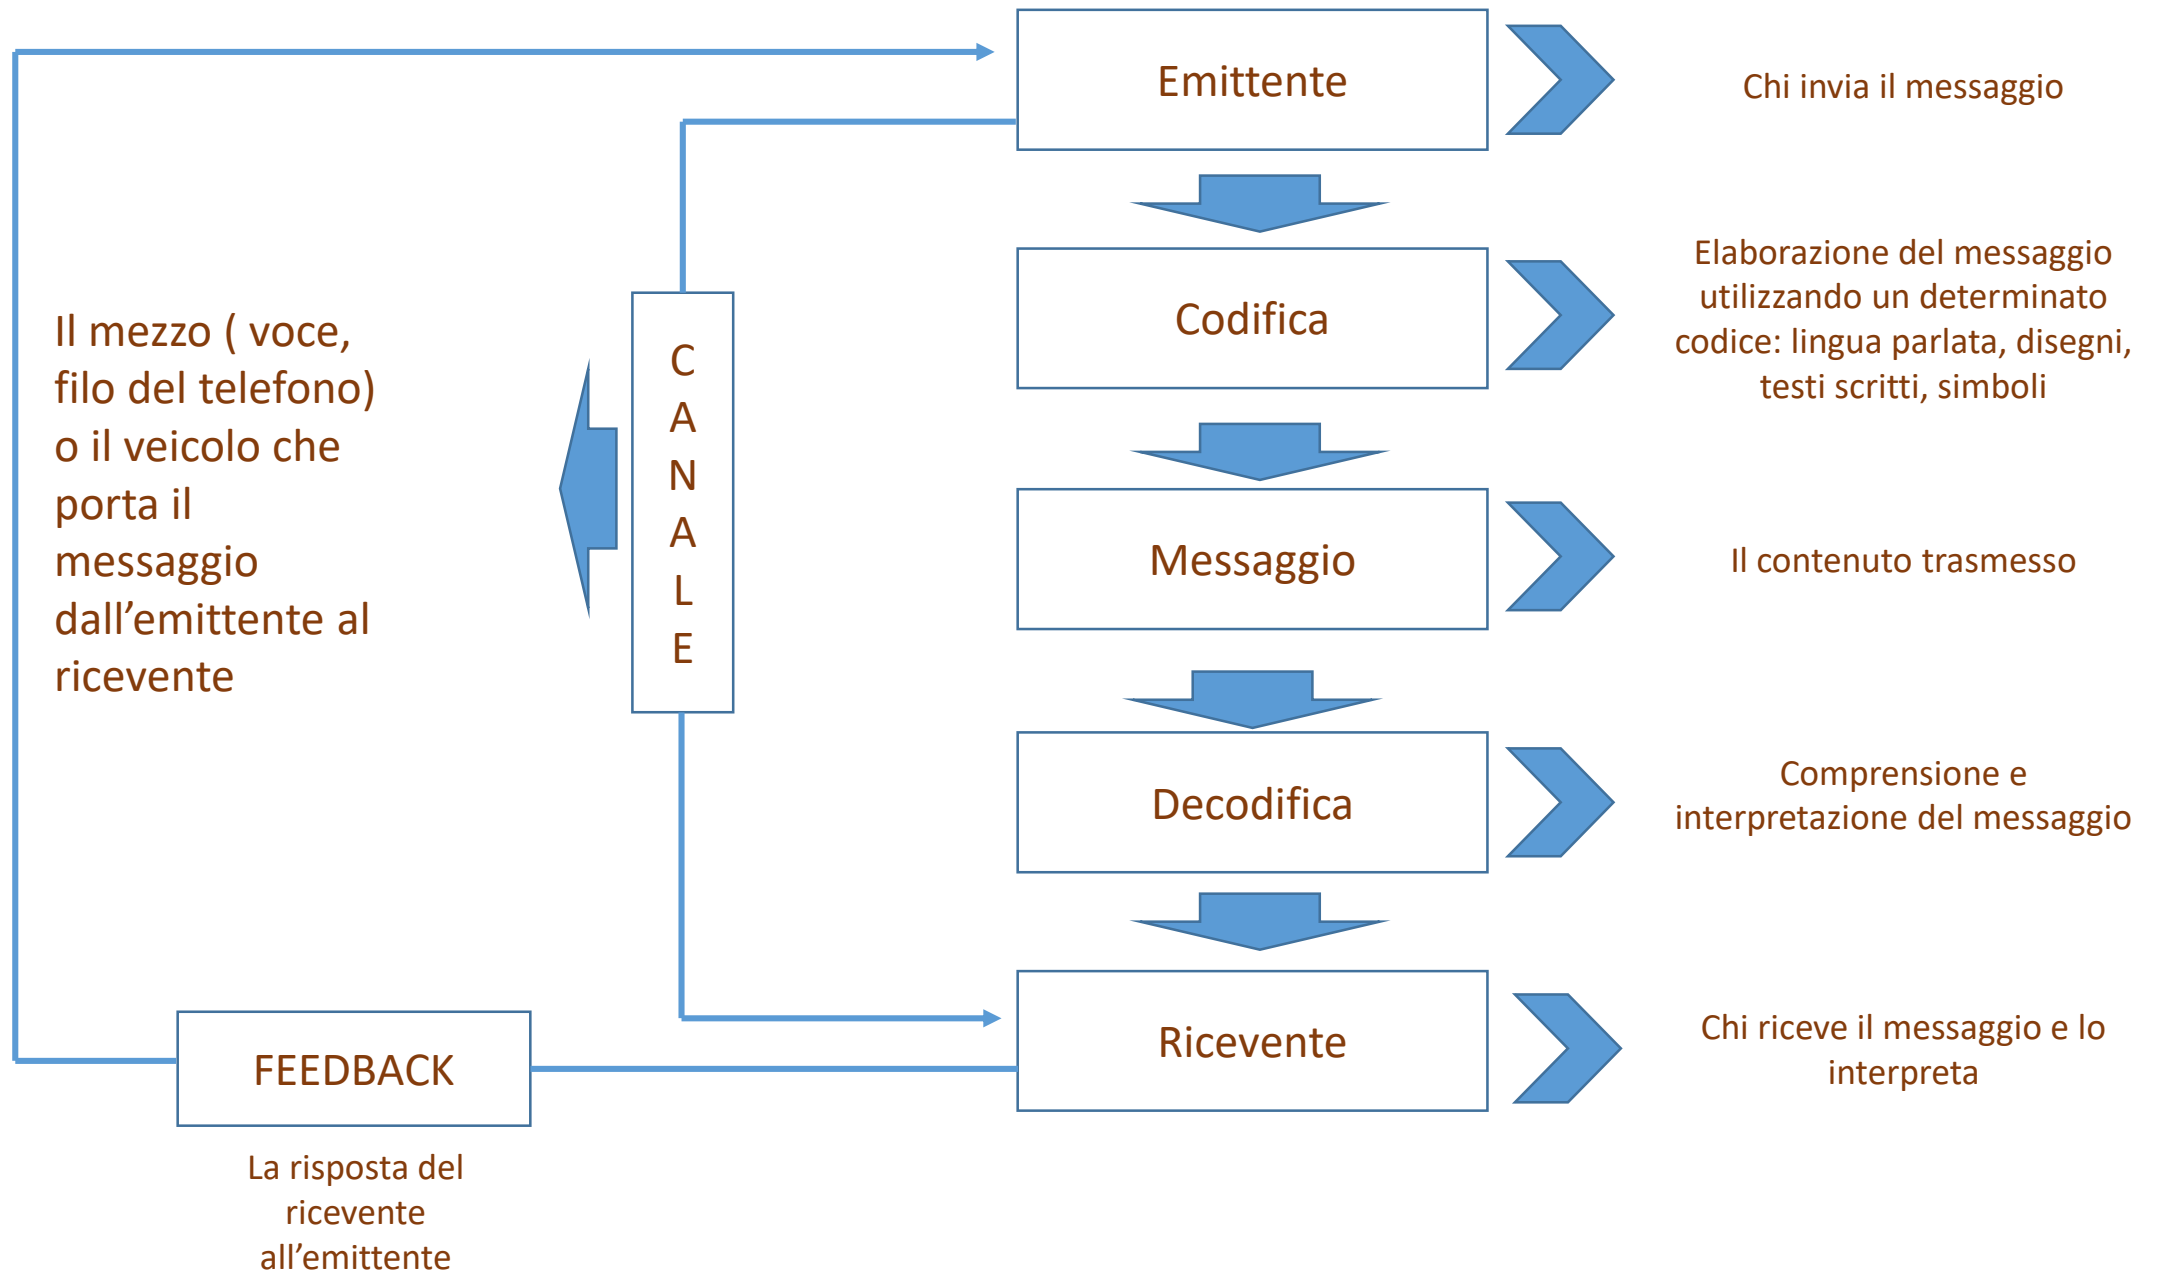 Emittente
Chi invia il messaggio
Codifica
Elaborazione del messaggio
utilizzando un determinato
codice: lingua parlata, disegni,
testi scritti, simboli
Il mezzo ( voce,
filo del telefono)
o il veicolo che
porta il
messaggio
dall’emittente al
ricevente
C
A
N
A
L
E
Messaggio
Il contenuto trasmesso
Decodifica
Comprensione e
interpretazione del messaggio
Ricevente
Chi riceve il messaggio e lo
interpreta
FEEDBACK
La risposta del
ricevente
all’emittente